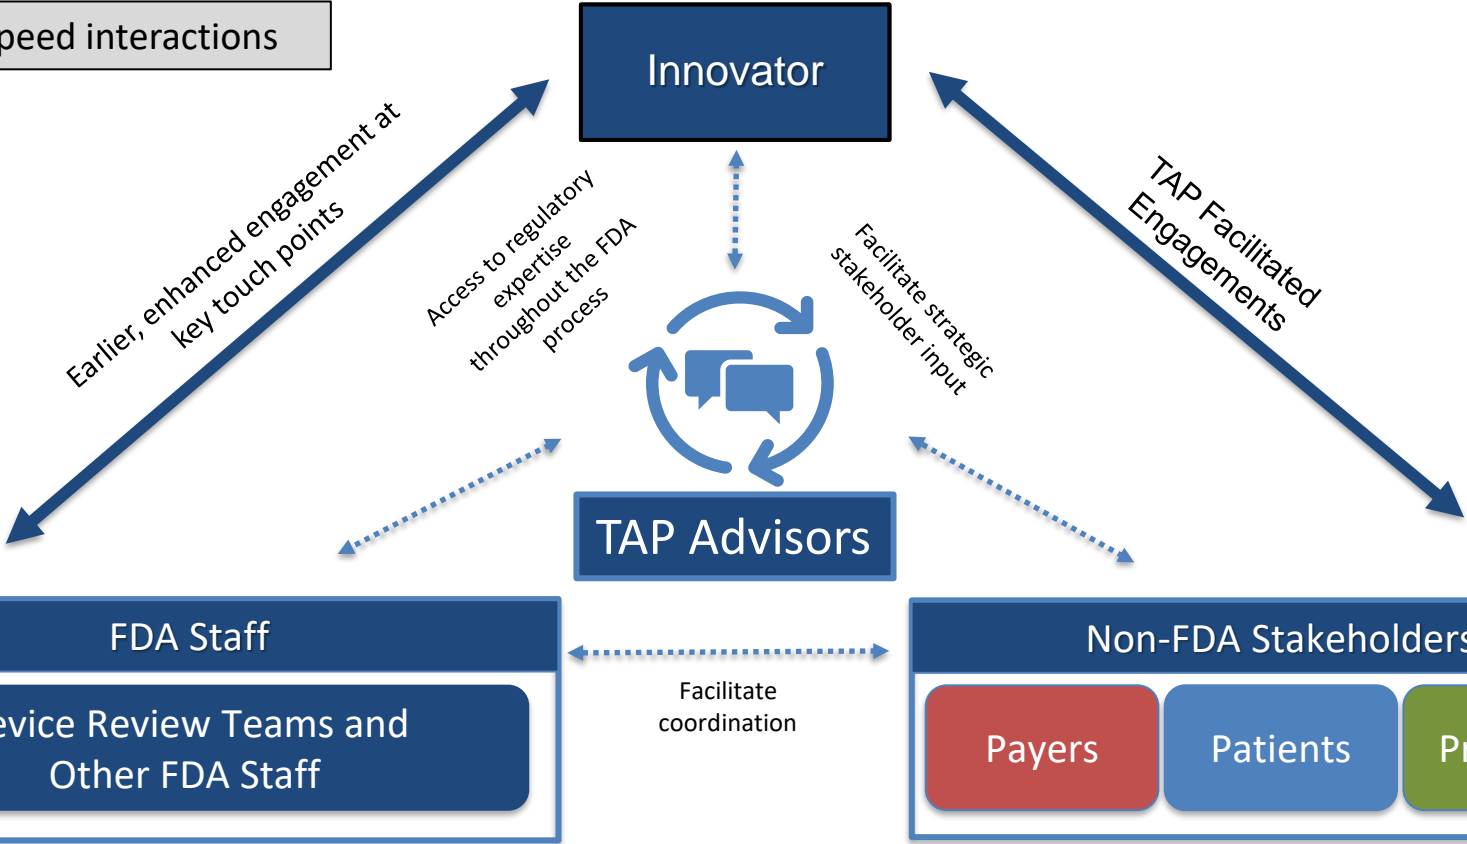 peed interactions
Innovator
Earlier, enhanced engagement at
key touch points
Access to regulatory
expertise
throughout the FDA
process
Facilitate strategic
stakeholder input
TAP Facilitated
Engagements
TAP Advisors
FDA Staff
evice Review Teams and
Other FDA Staff
Facilitate
coordination
Non-FDA Stakeholders
Payers
Patients
Pr